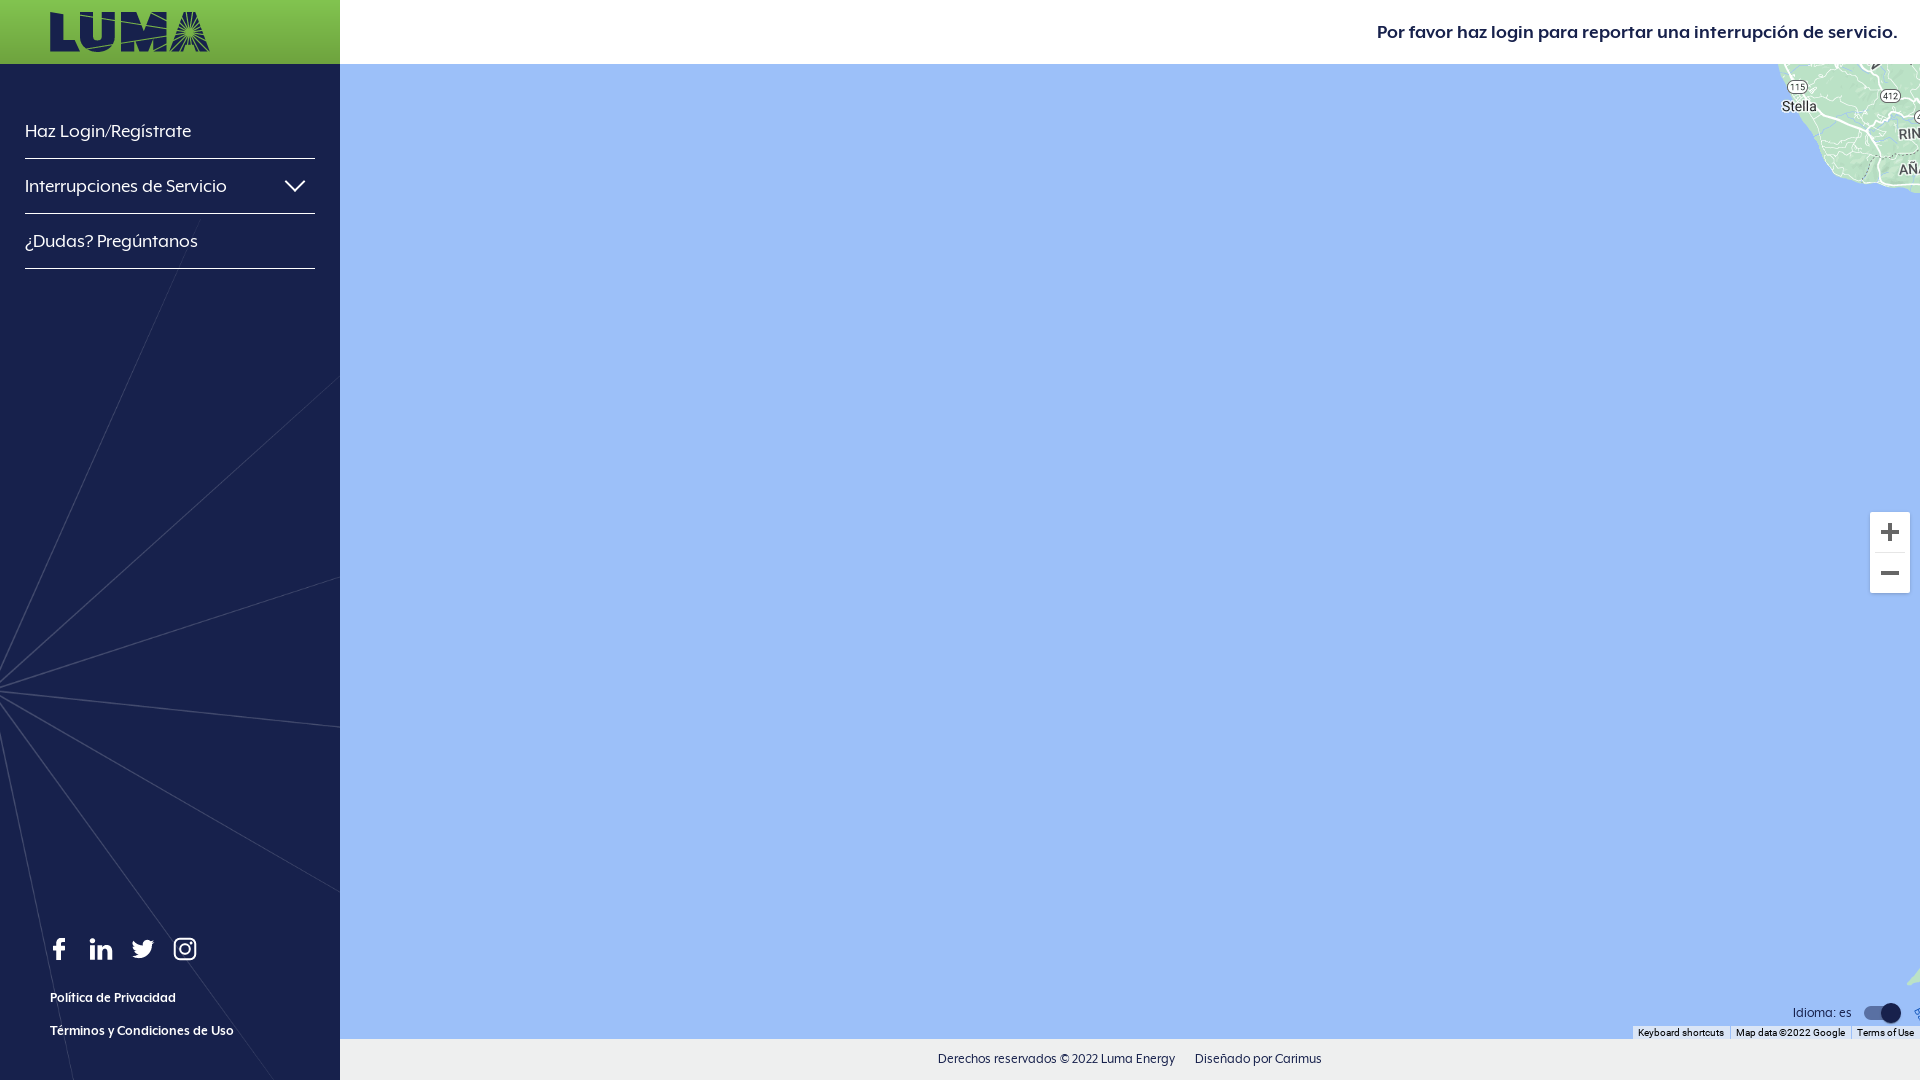 LUMA
Por favor haz login para reportar una interrupción de servicio.
Haz Login/Regístrate
Interrupciones de Servicio
¿Dudas? Pregúntanos
115
412
Stella
Idioma: es
Keyboard shortcuts
Map data ©2022 Google
Terms of Use
Política de Privacidad
Términos y Condiciones de Uso
Derechos reservados © 2022 Luma Energy
Diseñado por Carimus